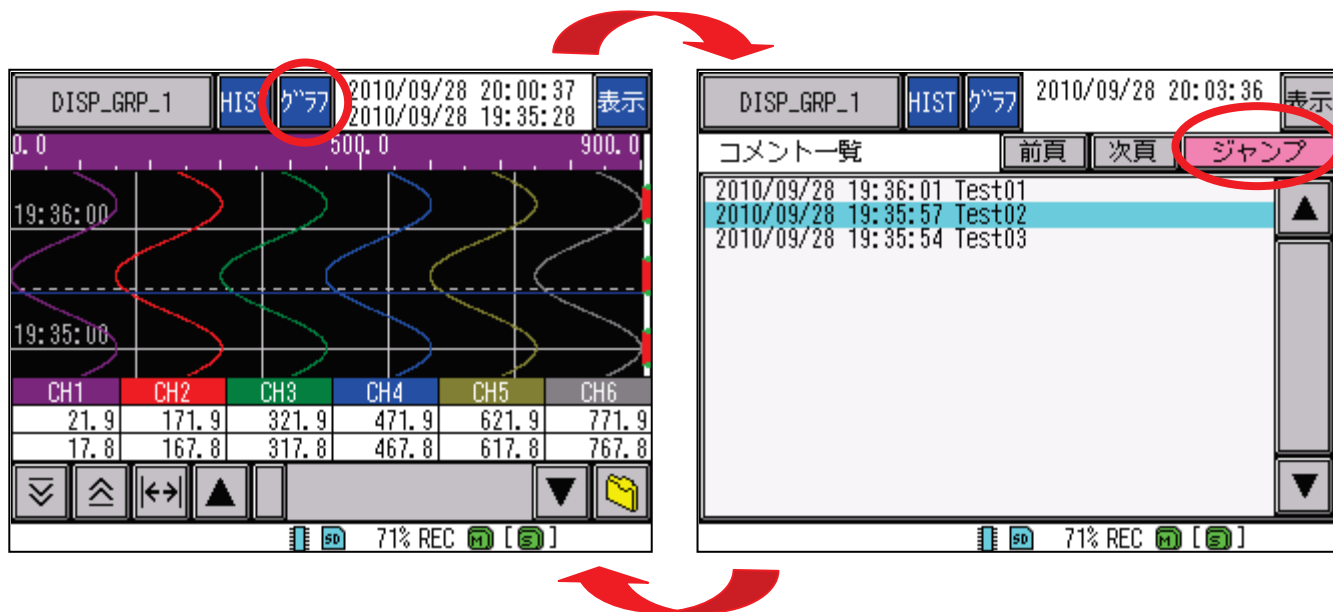 DISP_GRP_1 HIST グラフ 2010/09/28 20:00:37 表示
2010/09/28 19:35:28
0.0 500.0 900.0
19:36:00
19:35:00
CH1 CH2 CH3 CH4 CH5 CH6
21.9 171.9 321.9 471.9 621.9 771.9
17.8 167.8 317.8 467.8 617.8 767.8
SD 71% REC M [S]
DISP_GRP_1 HIST グラフ 2010/09/28 20:03:36 表示
コメント一覧 前頁 次頁 ジャンプ
2010/09/28 19:36:01 Test01
2010/09/28 19:35:57 Test02
2010/09/28 19:35:54 Test03
SD 71% REC M [S]